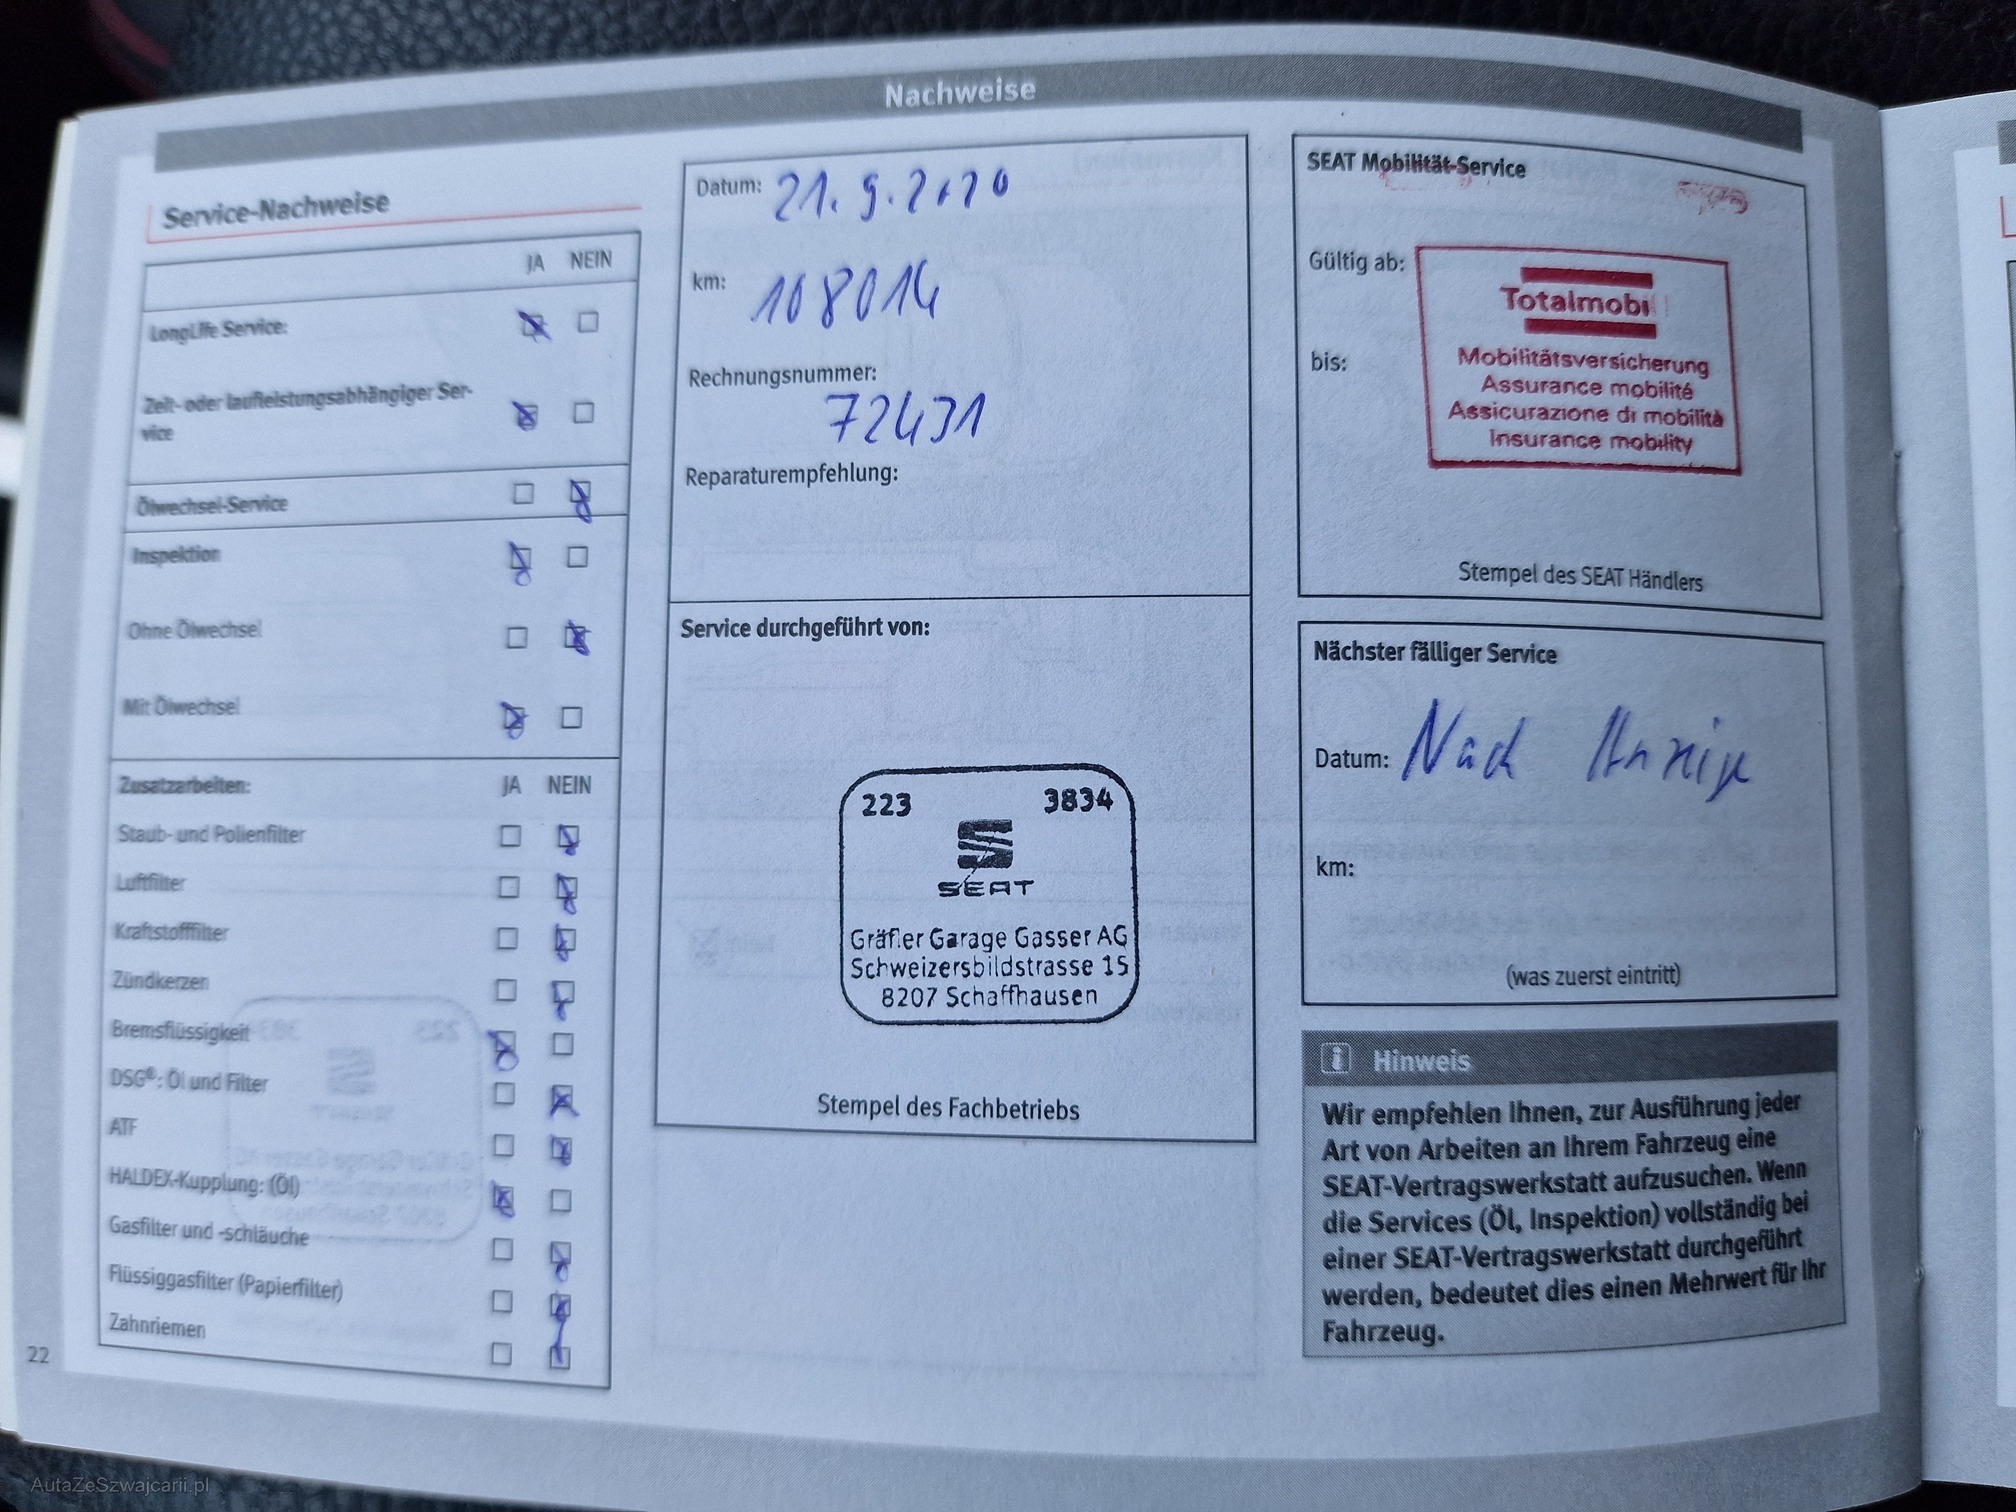 Nachweise
Service-Nachweise
JA NEIN
LongLife Service:
Zeit- oder laufleistungsabhängiger Ser-
vice
Ölwechsel-Service
Inspektion
Ohne Ölwechsel
Mit Ölwechsel
Zusatzarbeiten: JA NEIN
Staub- und Pollenfilter
Luftfilter
Kraftstofffilter
Zündkerzen
Bremsflüssigkeit
DSG®: Öl und Filter
ATF
HALDEX-Kupplung: (Öl)
Gasfilter und -schläuche
Flüssiggasfilter (Papierfilter)
Zahnriemen
22
Datum: 21.9.2020
km: 108014
Rechnungsnummer:
72431
Reparaturempfehlung:
Service durchgeführt von:
223 3834
SEAT
Gräfler Garage Gasser AG
Schweizersbildstrasse 15
8207 Schaffhausen
Stempel des Fachbetriebs
SEAT Mobilität-Service
Gültig ab:
bis:
Totalmobil
Mobilitätsversicherung
Assurance mobilité
Assicurazione di mobilità
Insurance mobility
Stempel des SEAT Händlers
Nächster fälliger Service
Datum: Nach
km:
(was zuerst eintritt)
i Hinweis
Wir empfehlen Ihnen, zur Ausführung jeder
Art von Arbeiten an Ihrem Fahrzeug eine
SEAT-Vertragswerkstatt aufzusuchen. Wenn
die Services (Öl, Inspektion) vollständig bei
einer SEAT-Vertragswerkstatt durchgeführt
werden, bedeutet dies einen Mehrwert für Ihr
Fahrzeug.
AutaZeSzwajcarii.pl